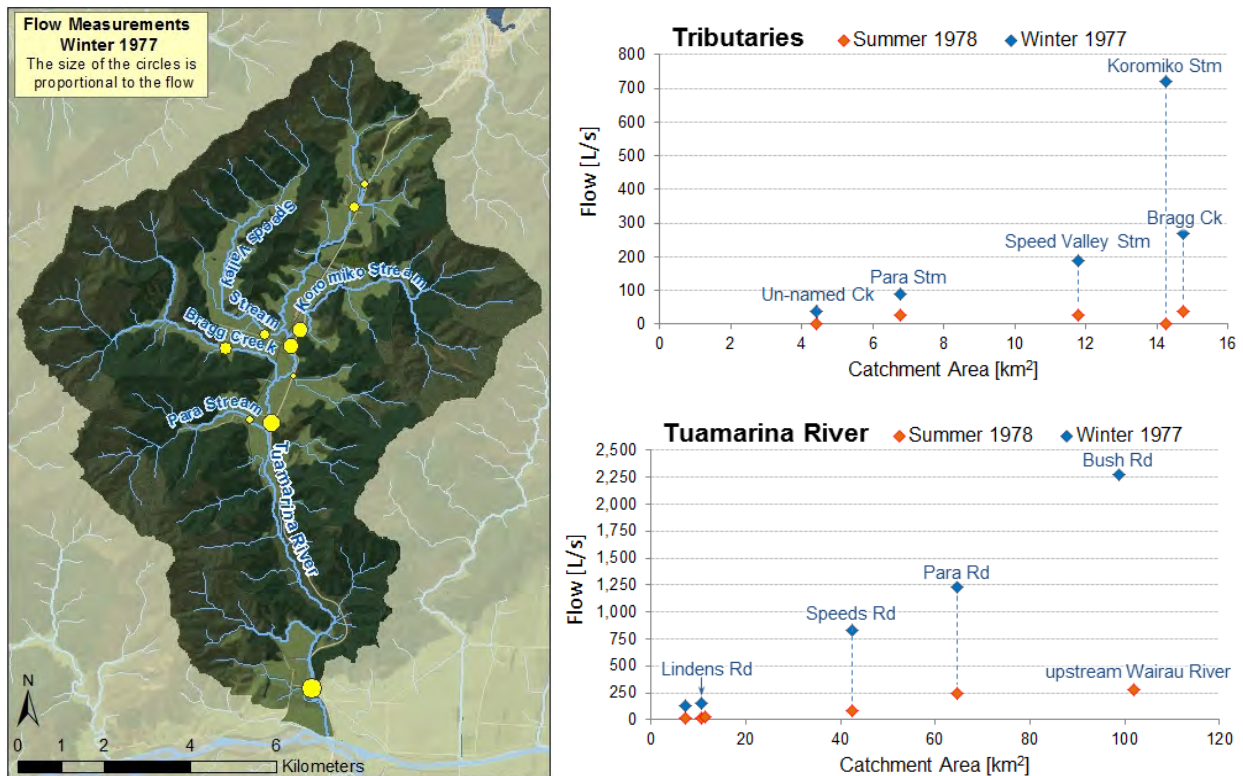 Flow Measurements
Winter 1977
The size of the circles is
proportional to the flow
Speeds Valley
Stream
Koromiko Stream
Bragg Creek
Para Stream
Tuamarina River
N
0 1 2 4 6
Kilometers
Tributaries
Summer 1978
Winter 1977
Flow [L/s]
800
700
600
500
400
300
200
100
0
Koromiko Stm
Bragg Ck
Speed Valley Stm
Para Stm
Un-named Ck
0 2 4 6 8 10 12 14 16
Catchment Area [km²]
Tuamarina River
Summer 1978
Winter 1977
Flow [L/s]
2,500
2,250
2,000
1,750
1,500
1,250
1,000
750
500
250
0
Bush Rd
Para Rd
Speeds Rd
Lindens Rd
upstream Wairau River
0 20 40 60 80 100 120
Catchment Area [km²]